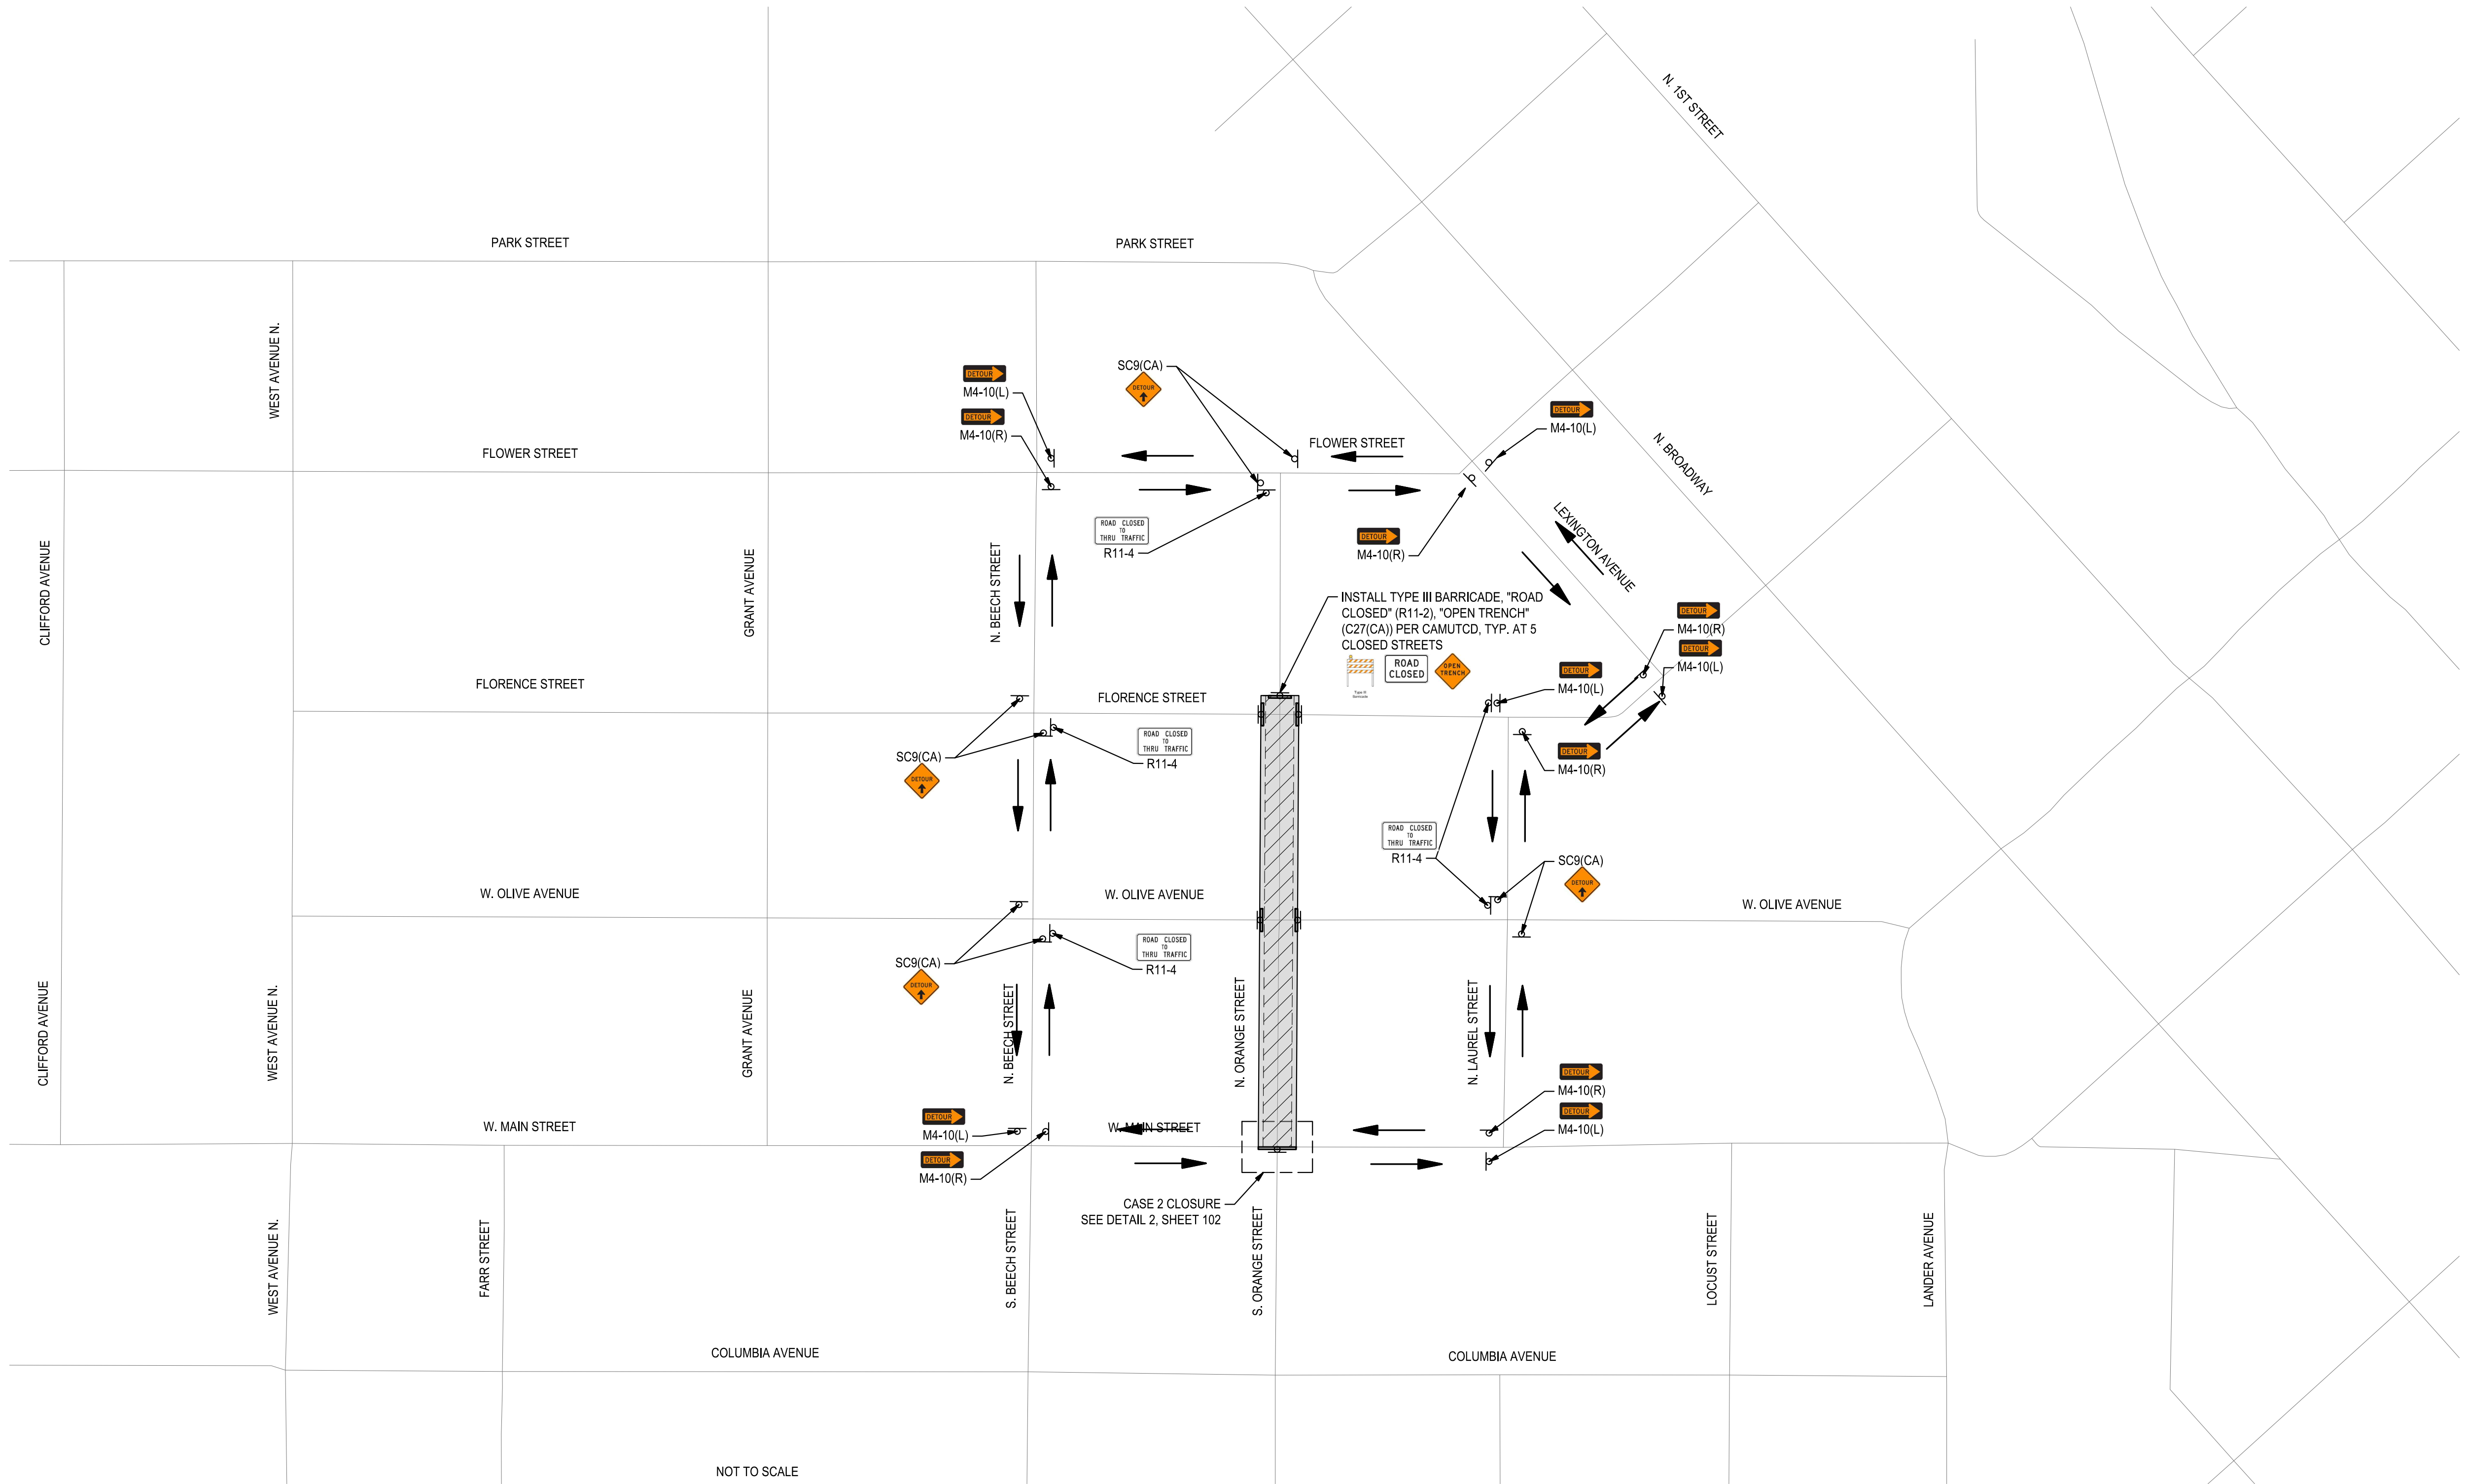 N. 1ST STREET
PARK STREET
PARK STREET
WEST AVENUE N.
SC9(CA)
DETOUR
DETOUR
M4-10(L)
DETOUR
M4-10(R)
DETOUR
M4-10(L)
FLOWER STREET
FLOWER STREET
N. BROADWAY
ROAD CLOSED
TO
THRU TRAFFIC
R11-4
DETOUR
M4-10(R)
LEXINGTON AVENUE
CLIFFORD AVENUE
GRANT AVENUE
N. BEECH STREET
INSTALL TYPE III BARRICADE, "ROAD
CLOSED" (R11-2), "OPEN TRENCH"
(C27(CA)) PER CAMUTCD, TYP. AT 5
CLOSED STREETS
Type III
Barricade
ROAD
CLOSED
OPEN
TRENCH
DETOUR
M4-10(R)
DETOUR
M4-10(L)
DETOUR
M4-10(L)
FLORENCE STREET
FLORENCE STREET
SC9(CA)
DETOUR
ROAD CLOSED
TO
THRU TRAFFIC
R11-4
DETOUR
M4-10(R)
ROAD CLOSED
TO
THRU TRAFFIC
R11-4
SC9(CA)
DETOUR
W. OLIVE AVENUE
W. OLIVE AVENUE
W. OLIVE AVENUE
SC9(CA)
DETOUR
ROAD CLOSED
TO
THRU TRAFFIC
R11-4
CLIFFORD AVENUE
WEST AVENUE N.
GRANT AVENUE
N. BEECH STREET
N. ORANGE STREET
N. LAUREL STREET
DETOUR
M4-10(R)
DETOUR
M4-10(L)
DETOUR
M4-10(L)
DETOUR
M4-10(R)
W. MAIN STREET
W. MAIN STREET
CASE 2 CLOSURE
SEE DETAIL 2, SHEET 102
WEST AVENUE N.
FARR STREET
S. BEECH STREET
S. ORANGE STREET
LOCUST STREET
LANDER AVENUE
COLUMBIA AVENUE
COLUMBIA AVENUE
NOT TO SCALE